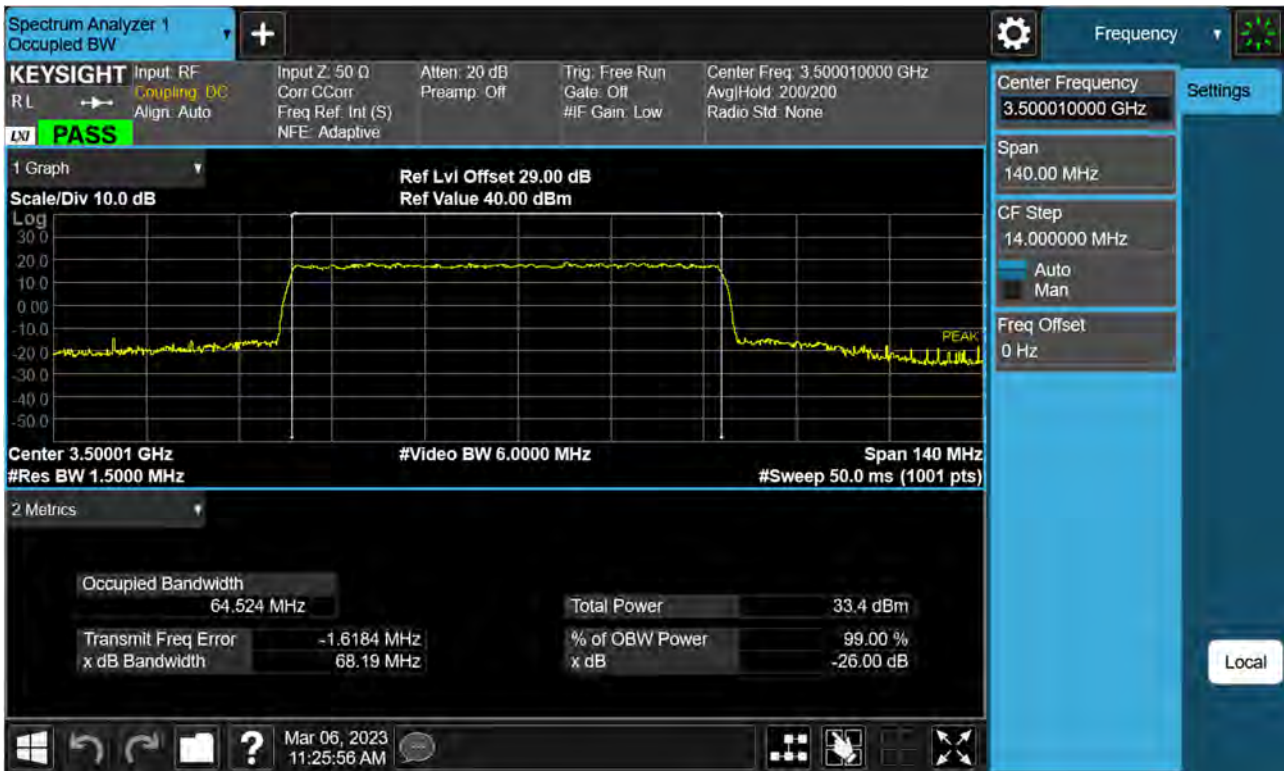 Spectrum Analyzer 1
Occupied BW
+
Frequency
KEYSIGHT
R L
LXI
PASS
Input: RF
Coupling: DC
Align: Auto
Input Z: 50 Ω
Corr CCorr
Freq Ref: Int (S)
NFE: Adaptive
Atten: 20 dB
Preamp: Off
Trig: Free Run
Gate: Off
#IF Gain: Low
Center Freq: 3.500010000 GHz
Avg|Hold: 200/200
Radio Std: None
Center Frequency
3.500010000 GHz
Settings
Span
140.00 MHz
CF Step
14.000000 MHz
Auto
Man
Freq Offset
0 Hz
Local
1 Graph
Scale/Div 10.0 dB
Ref Lvl Offset 29.00 dB
Ref Value 40.00 dBm
Log
30.0
20.0
10.0
0.00
-10.0
-20.0
-30.0
-40.0
-50.0
PEAK
Center 3.50001 GHz
#Video BW 6.0000 MHz
Span 140 MHz
#Res BW 1.5000 MHz
#Sweep 50.0 ms (1001 pts)
2 Metrics
Occupied Bandwidth
64.524 MHz
Total Power 33.4 dBm
Transmit Freq Error -1.6184 MHz
% of OBW Power 99.00 %
x dB Bandwidth 68.19 MHz
x dB -26.00 dB
?
Mar 06, 2023
11:25:56 AM